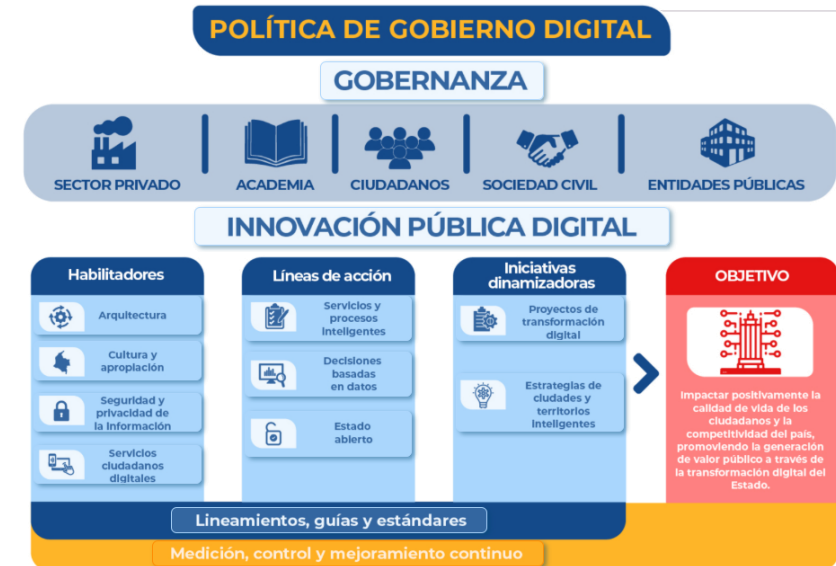 POLÍTICA DE GOBIERNO DIGITAL
GOBERNANZA
SECTOR PRIVADO
ACADEMIA
CIUDADANOS
SOCIEDAD CIVIL
ENTIDADES PÚBLICAS
INNOVACIÓN PÚBLICA DIGITAL
Habilitadores
Arquitectura
Cultura y
apropiación
Seguridad y
privacidad de
la Información
Servicios
ciudadanos
digitales
Líneas de acción
Servicios y
procesos
Inteligentes
Decisiones
basadas
en datos
Estado
abierto
Iniciativas
dinamizadoras
Proyectos de
transformación
digital
Estrategias de
ciudades y
territorios
Inteligentes
OBJETIVO
Impactar positivamente la
calidad de vida de los
ciudadanos y la
competitividad del país,
promoviendo la generación
de valor público a través de
la transformación digital del
Estado.
Lineamientos, guías y estándares
Medición, control y mejoramiento continuo